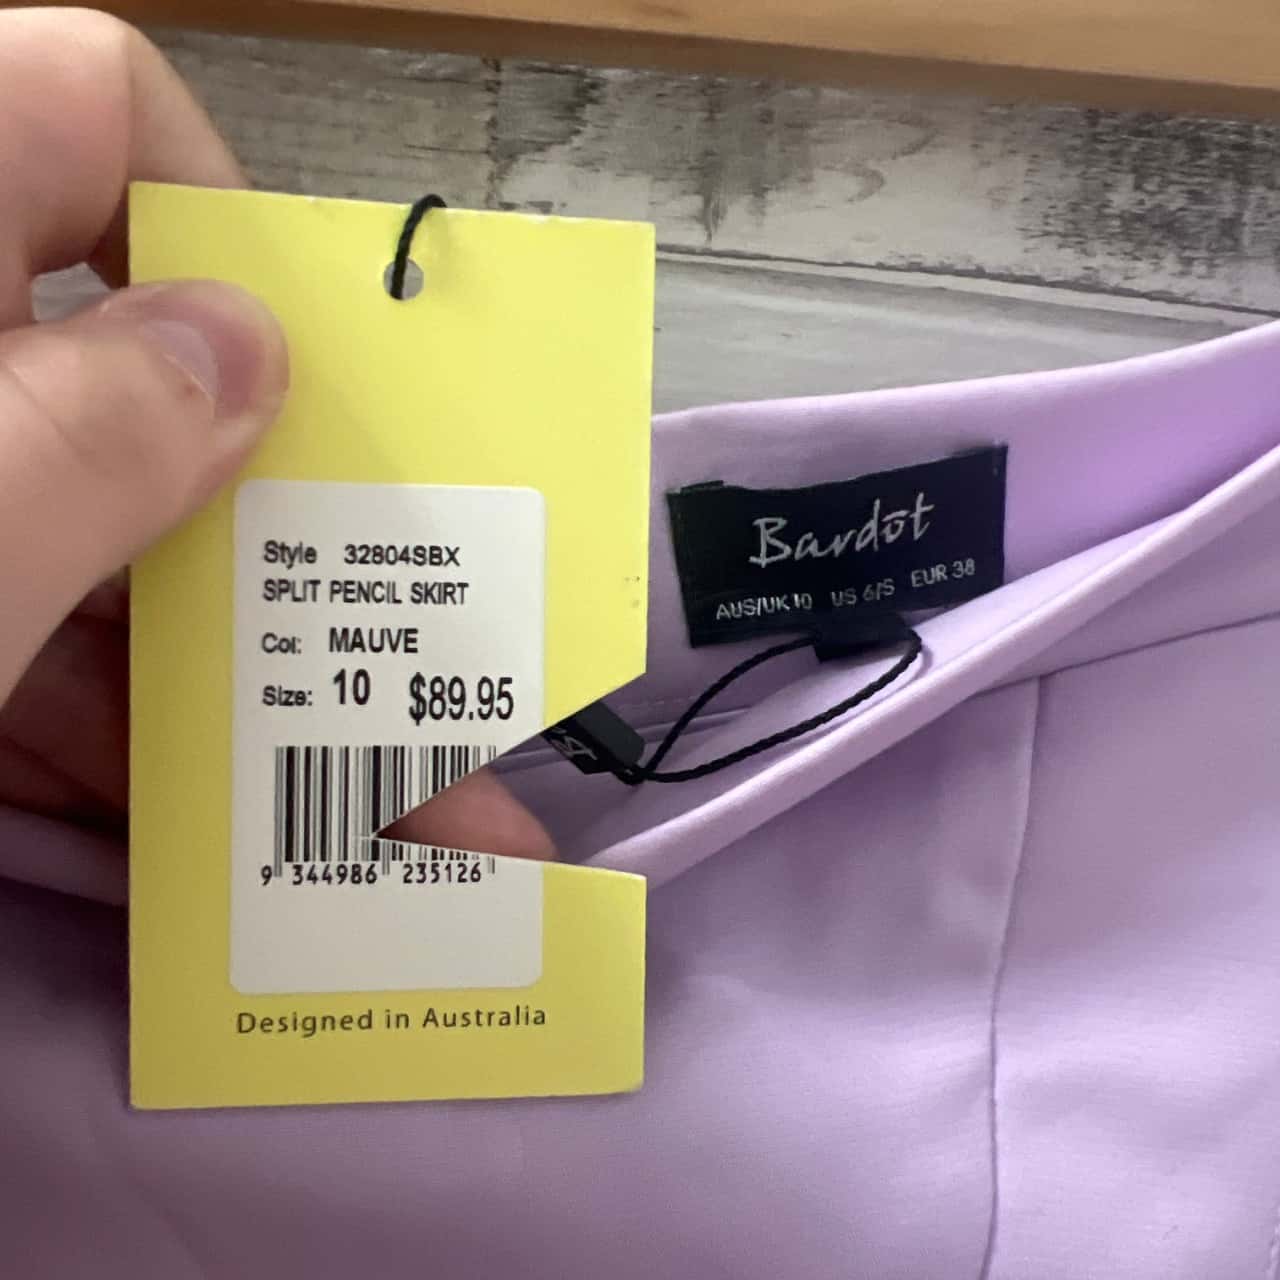 Style 32804SBX
SPLIT PENCIL SKIRT
Col: MAUVE
Size: 10 $89.95
9 344986 235126
Designed in Australia
Bardōt
AUS/UK 10 US 6/S EUR 38